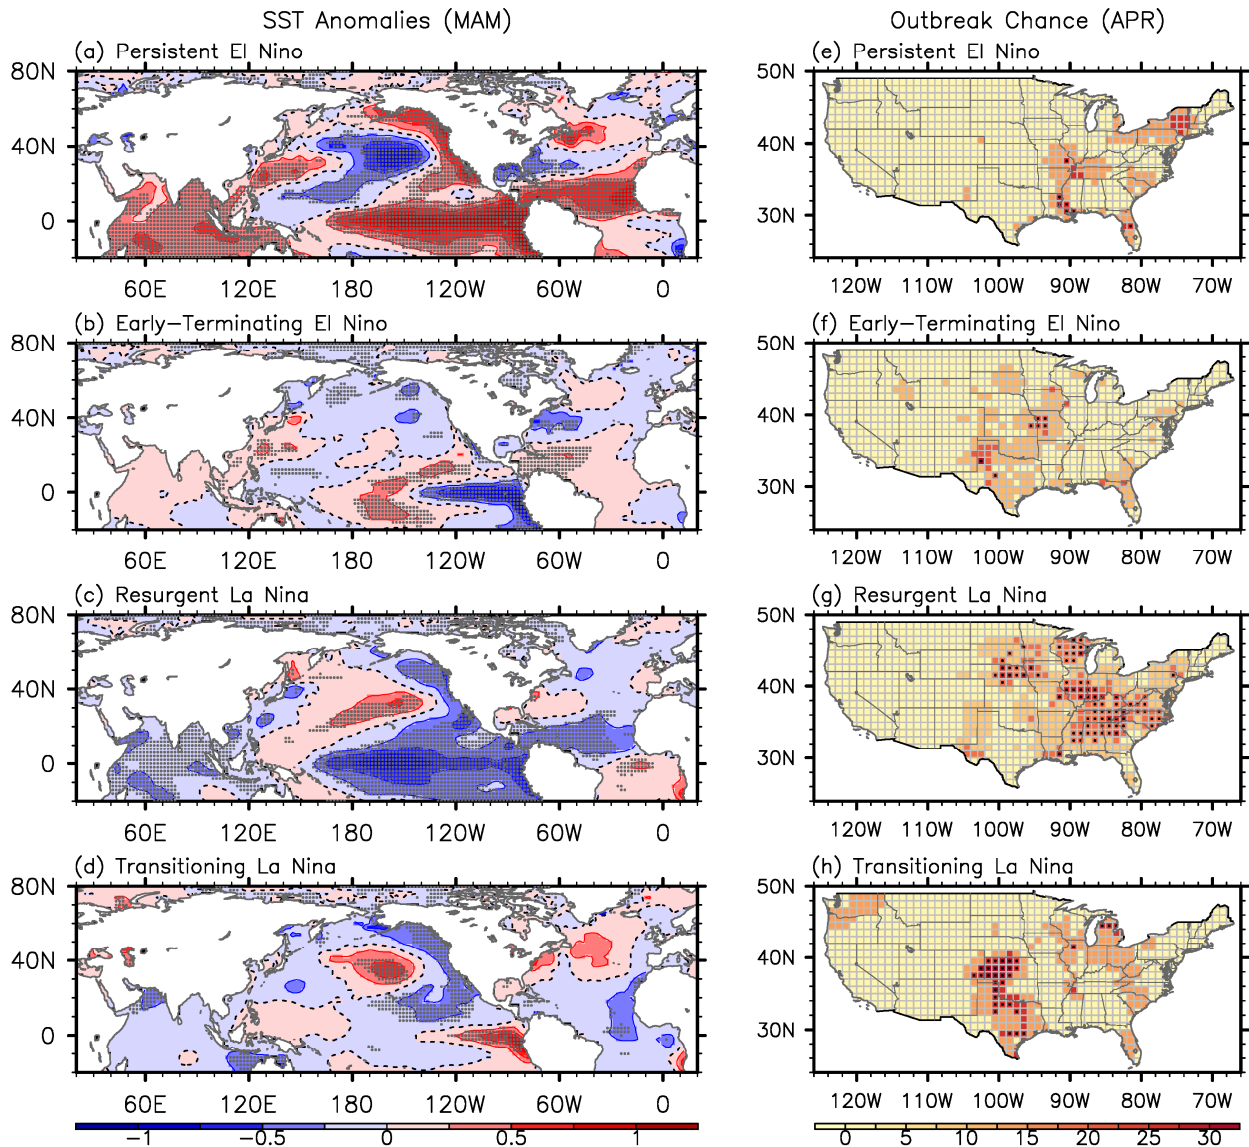 SST Anomalies (MAM)
Outbreak Chance (APR)
(a) Persistent El Nino
80N
40N
0
60E 120E 180 120W 60W 0
(e) Persistent El Nino
50N
40N
30N
120W 110W 100W 90W 80W 70W
(b) Early-Terminating El Nino
80N
40N
0
60E 120E 180 120W 60W 0
(f) Early-Terminating El Nino
50N
40N
30N
120W 110W 100W 90W 80W 70W
(c) Resurgent La Nina
80N
40N
0
60E 120E 180 120W 60W 0
(g) Resurgent La Nina
50N
40N
30N
120W 110W 100W 90W 80W 70W
(d) Transitioning La Nina
80N
40N
0
60E 120E 180 120W 60W 0
(h) Transitioning La Nina
50N
40N
30N
120W 110W 100W 90W 80W 70W
−1 −0.5 0 0.5 1
0 5 10 15 20 25 30